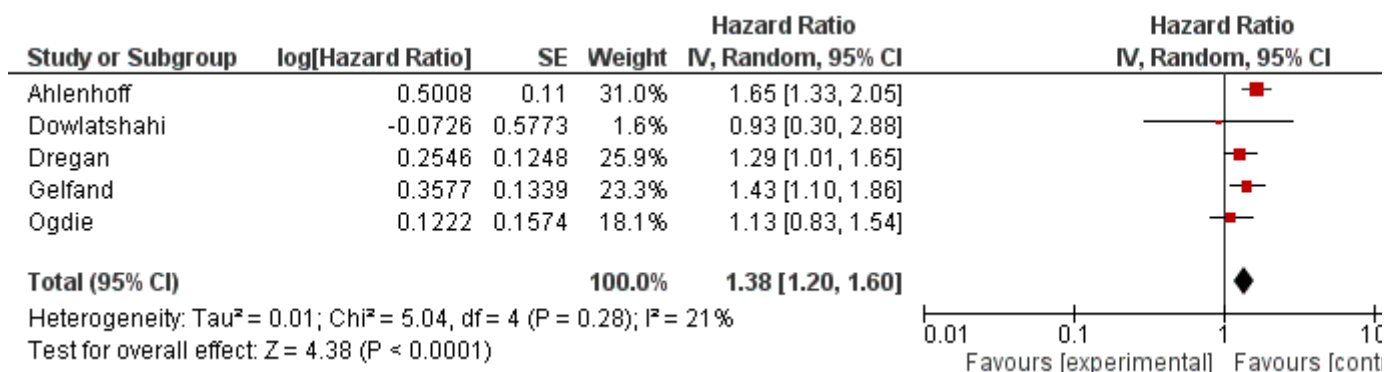 Hazard Ratio Hazard Ratio
Study or Subgroup log[Hazard Ratio] SE Weight IV, Random, 95% CI IV, Random, 95% CI
Ahlenhoff 0.5008 0.11 31.0% 1.65 [1.33, 2.05]
Dowlatshahi -0.0726 0.5773 1.6% 0.93 [0.30, 2.88]
Dregan 0.2546 0.1248 25.9% 1.29 [1.01, 1.65]
Gelfand 0.3577 0.1339 23.3% 1.43 [1.10, 1.86]
Ogdie 0.1222 0.1574 18.1% 1.13 [0.83, 1.54]
Total (95% CI) 100.0% 1.38 [1.20, 1.60]
Heterogeneity: Tau² = 0.01; Chi² = 5.04, df = 4 (P = 0.28); I² = 21%
Test for overall effect: Z = 4.38 (P < 0.0001)
0.01 0.1 1 10
Favours [experimental] Favours [cont